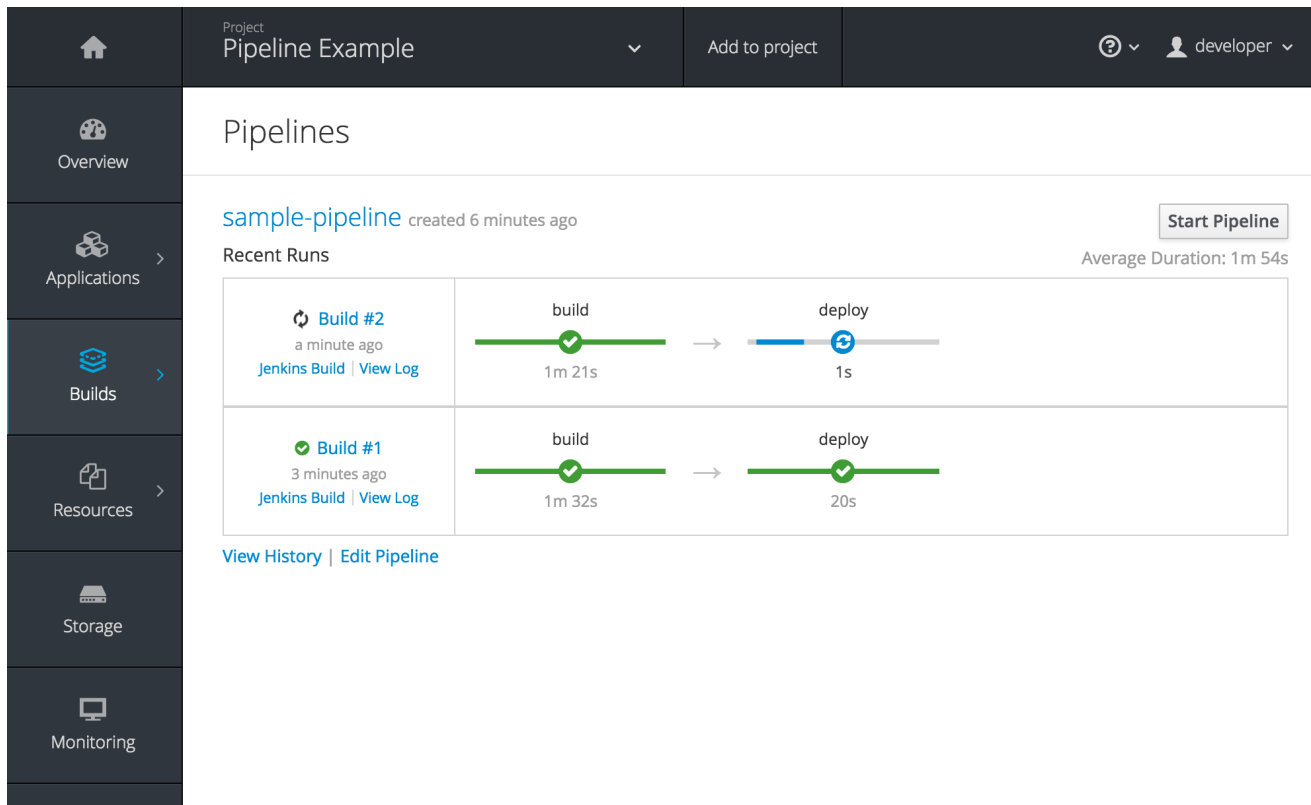 Project
Pipeline Example
Add to project
developer
Overview
Applications
Builds
Resources
Storage
Monitoring
Pipelines
sample-pipeline created 6 minutes ago
Start Pipeline
Recent Runs
Average Duration: 1m 54s
Build #2
a minute ago
Jenkins Build | View Log
build
1m 21s
deploy
1s
Build #1
3 minutes ago
Jenkins Build | View Log
build
1m 32s
deploy
20s
View History | Edit Pipeline